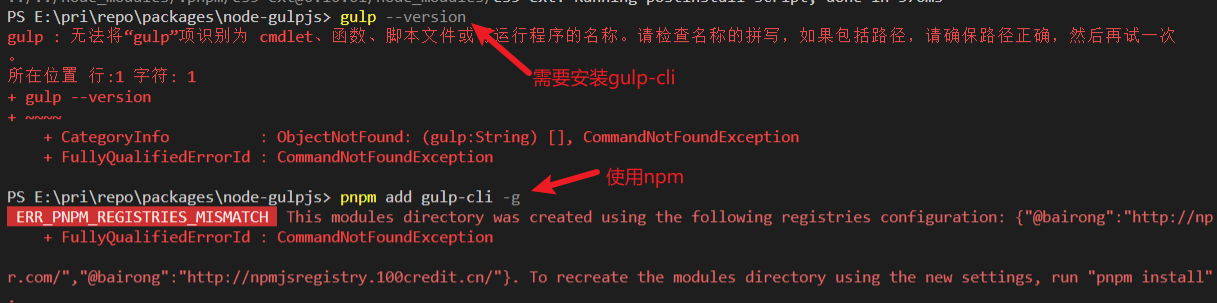 PS E:\pri\repo\packages\node-gulpjs> gulp --version
gulp : 无法将“gulp”项识别为 cmdlet、函数、脚本文件或 运行程序的名称。请检查名称的拼写，如果包括路径，请确保路径正确，然后再试一次
。
所在位置 行:1 字符: 1
需要安装gulp-cli
+ gulp --version
+ ~~~~
+ CategoryInfo : ObjectNotFound: (gulp:String) [], CommandNotFoundException
+ FullyQualifiedErrorId : CommandNotFoundException
使用npm
PS E:\pri\repo\packages\node-gulpjs> pnpm add gulp-cli -g
ERR_PNPM_REGISTRIES_MISMATCH This modules directory was created using the following registries configuration: {"@bairong":"http://np
+ FullyQualifiedErrorId : CommandNotFoundException
r.com/","@bairong":"http://npmjsregistry.100credit.cn/"}. To recreate the modules directory using the new settings, run "pnpm install"
.